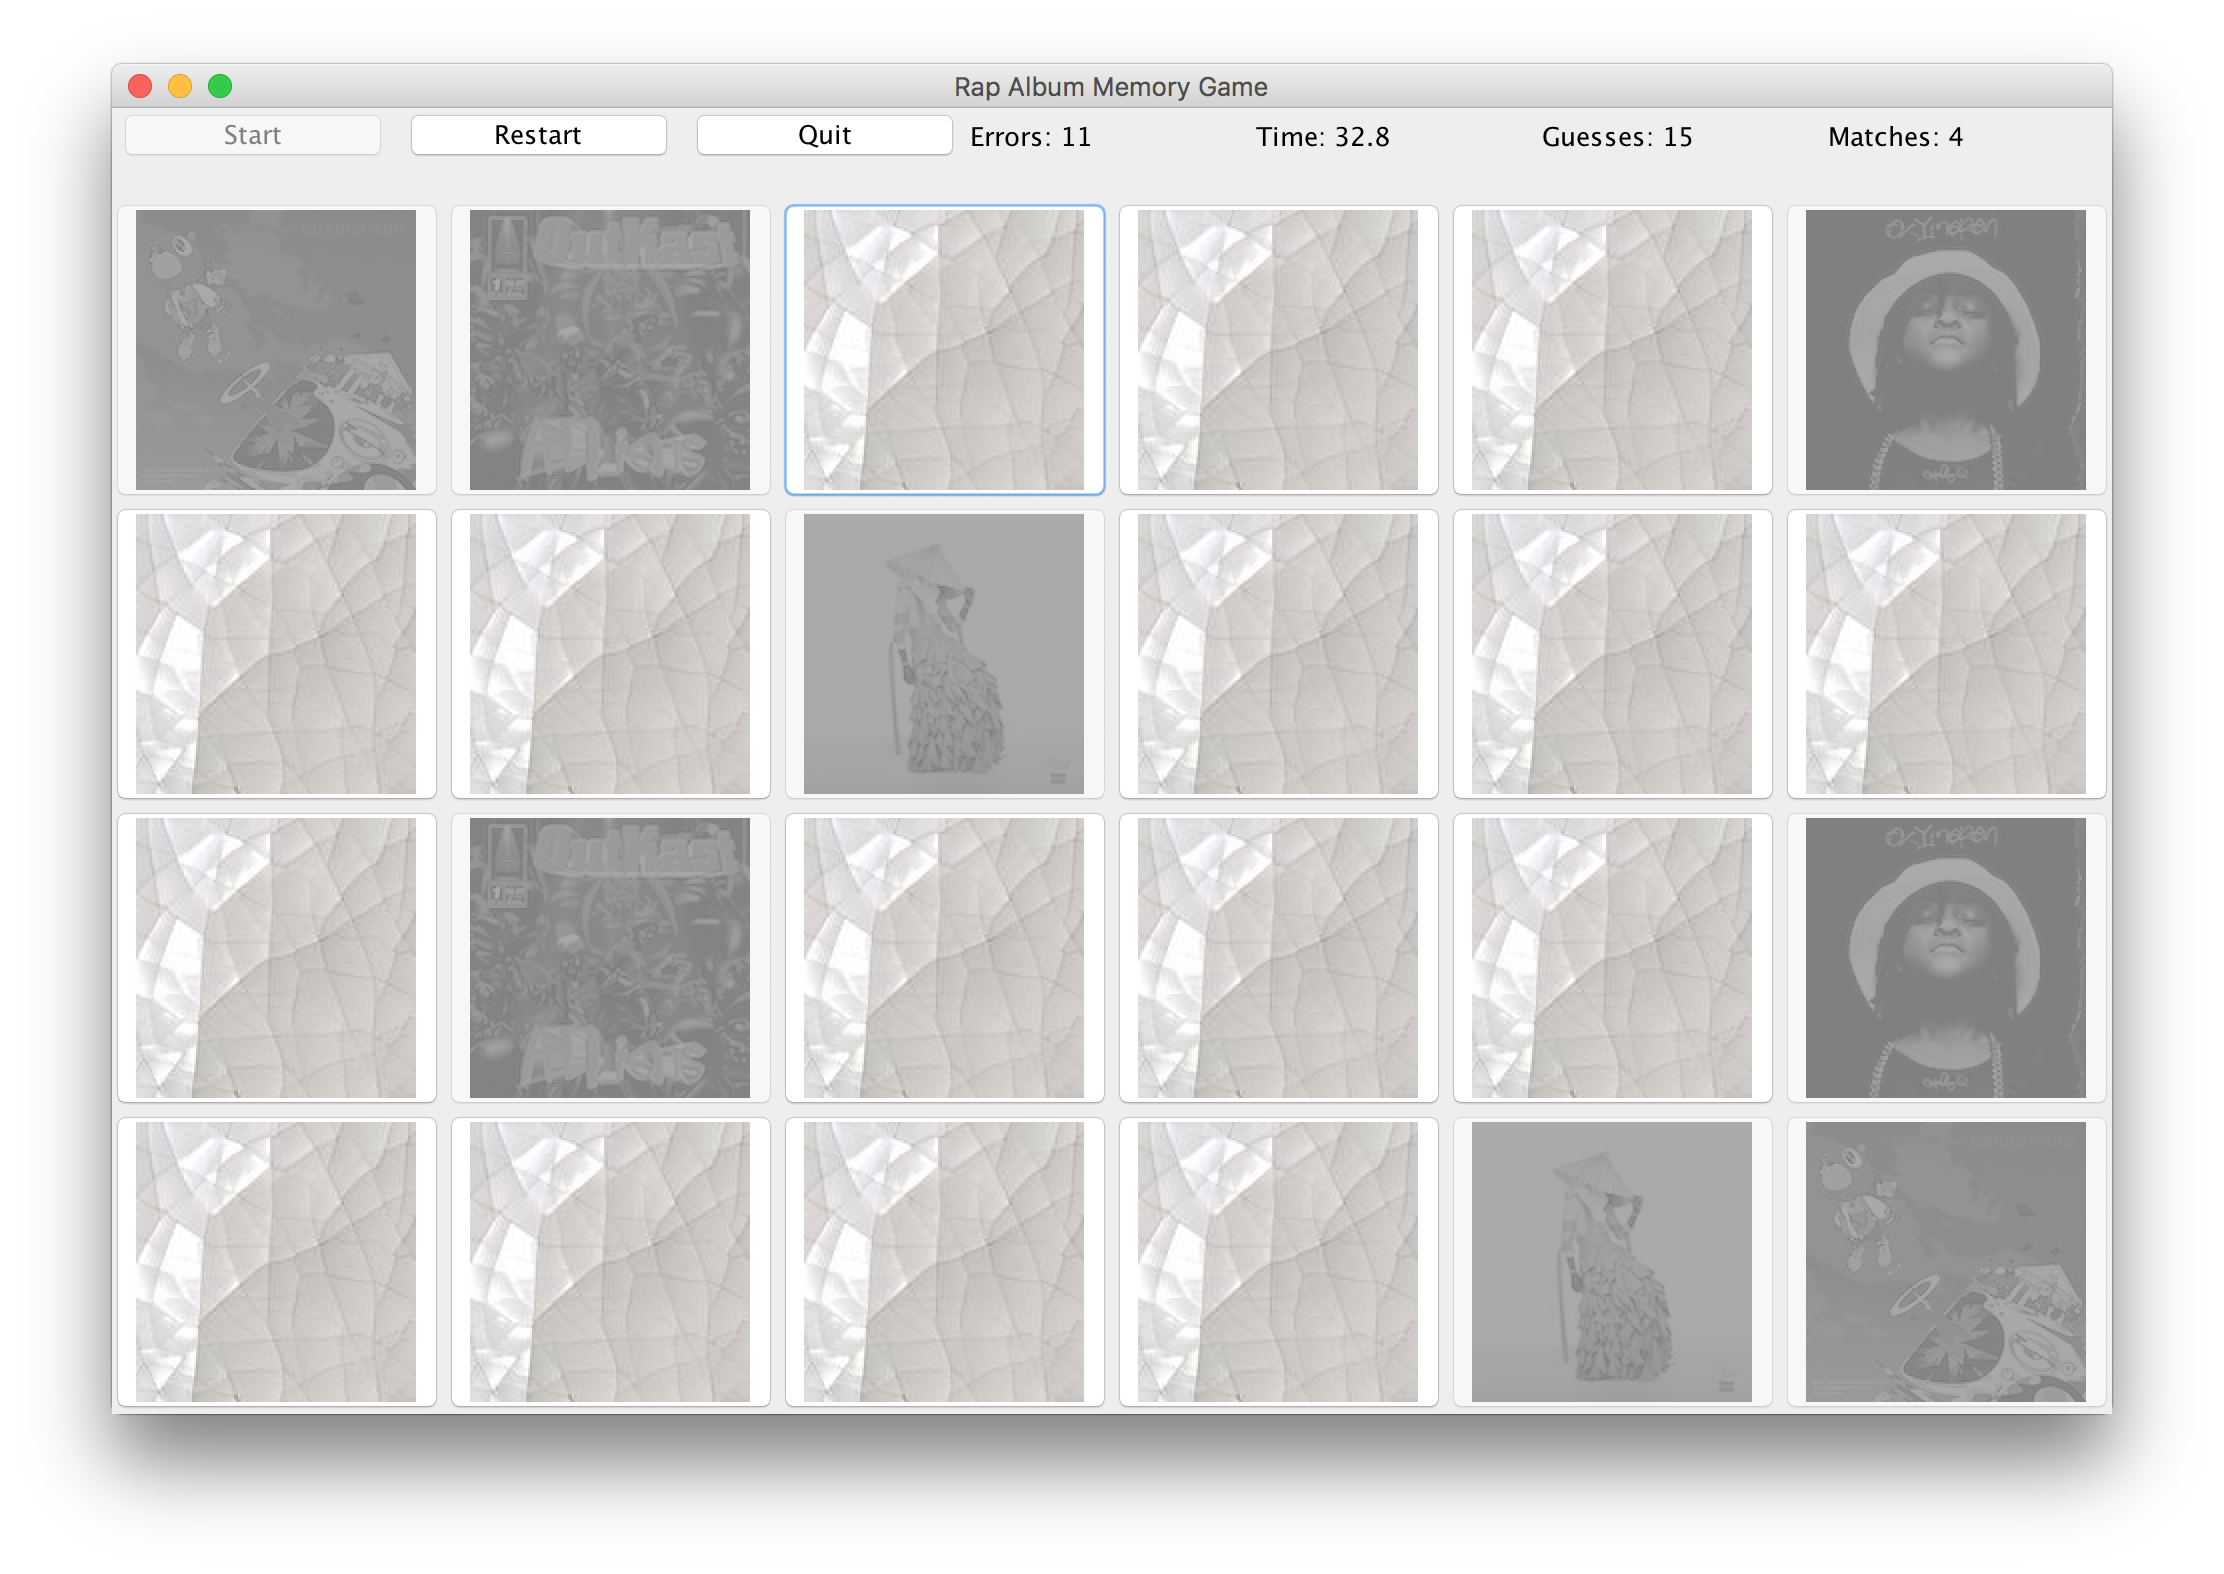 Rap Album Memory Game
Start Restart Quit Errors: 11 Time: 32.8 Guesses: 15 Matches: 4
OutKast
Oxymoron
ATLiens
OutKast
Oxymoron
ATLiens